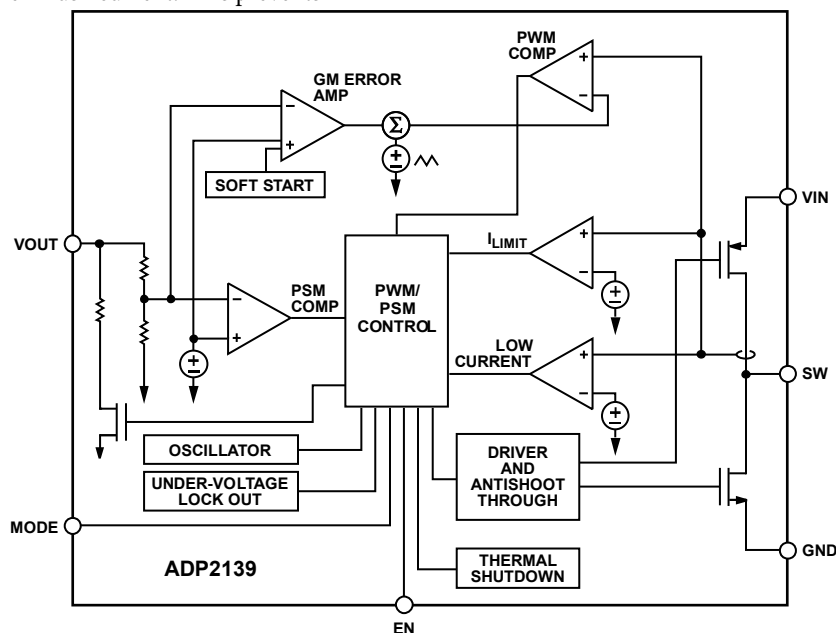 PWM
COMP
GM ERROR
AMP
+
−
−
+
Σ
+
−
SOFT START
VIN
VOUT
ILIMIT
+
−
+
−
PSM
COMP
−
+
PWM/
PSM
CONTROL
LOW
CURRENT
+
−
+
−
+
−
SW
OSCILLATOR
DRIVER
AND
ANTISHOOT
THROUGH
UNDER-VOLTAGE
LOCK OUT
MODE
GND
THERMAL
SHUTDOWN
ADP2139
EN